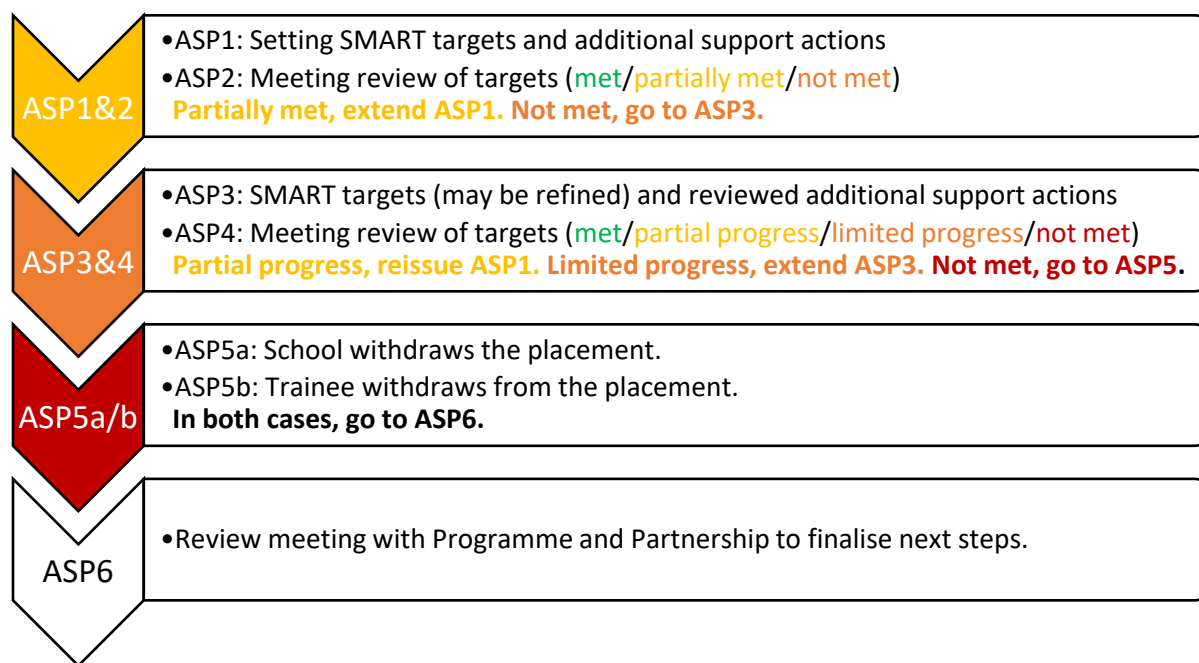 ASP1&2
•ASP1: Setting SMART targets and additional support actions
•ASP2: Meeting review of targets (met/partially met/not met)
Partially met, extend ASP1. Not met, go to ASP3.
ASP3&4
•ASP3: SMART targets (may be refined) and reviewed additional support actions
•ASP4: Meeting review of targets (met/partial progress/limited progress/not met)
Partial progress, reissue ASP1. Limited progress, extend ASP3. Not met, go to ASP5.
ASP5a/b
•ASP5a: School withdraws the placement.
•ASP5b: Trainee withdraws from the placement.
In both cases, go to ASP6.
ASP6
•Review meeting with Programme and Partnership to finalise next steps.